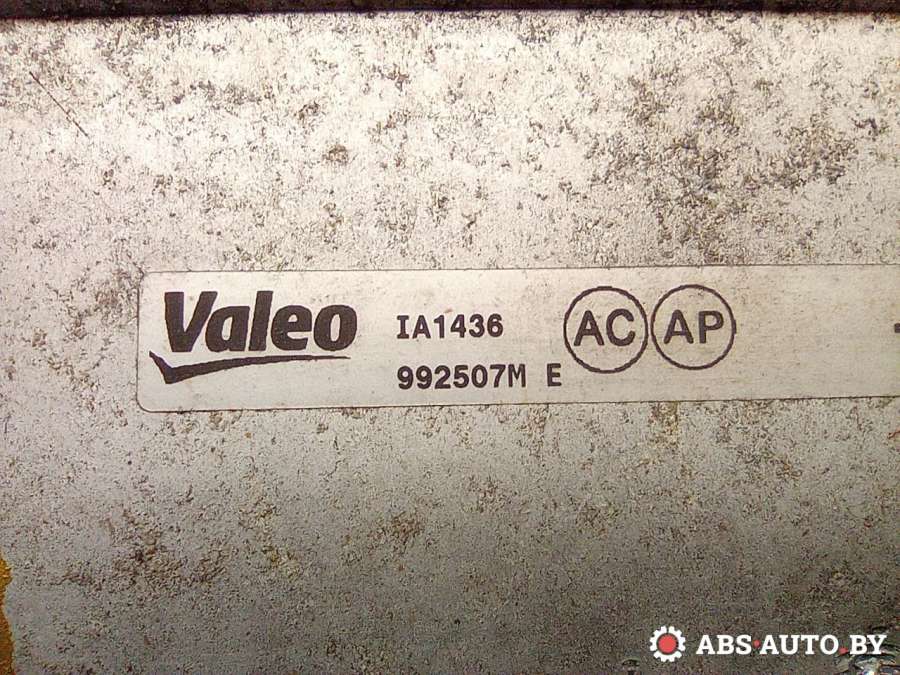 Valeo
IA1436
992507M E
AC AP
ABS-AUTO.BY